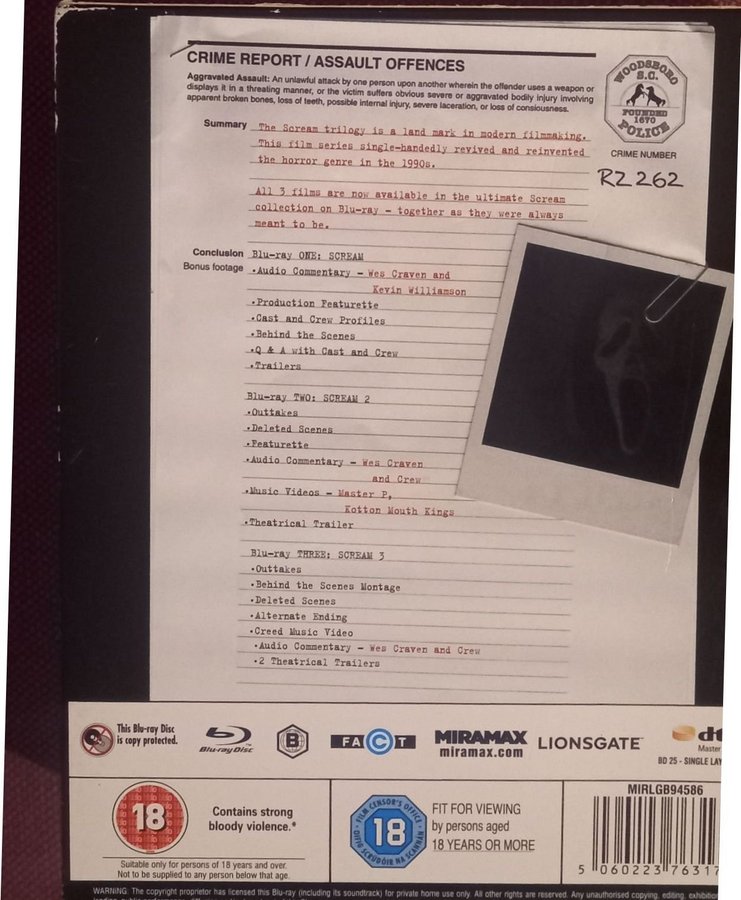 CRIME REPORT / ASSAULT OFFENCES
Aggravated Assault: An unlawful attack by one person upon another wherein the offender uses a weapon or
displays it in a threating manner, or the victim suffers obvious severe or aggravated bodily injury involving
apparent broken bones, loss of teeth, possible internal injury, severe laceration, or loss of consiousness.
WOODSBORO
S.C.
FOUNDED
1670
POLICE
CRIME NUMBER
RZ 262
Summary
The Scream trilogy is a land mark in modern filmmaking.
This film series single-handedly revived and reinvented
the horror genre in the 1990s.
All 3 films are now available in the ultimate Scream
collection on Blu-ray - together as they were always
meant to be.
Conclusion
Bonus footage
Blu-ray ONE: SCREAM
•Audio Commentary - Wes Craven and
Kevin Williamson
•Production Featurette
•Cast and Crew Profiles
•Behind the Scenes
•Q & A with Cast and Crew
•Trailers
Blu-ray TWO: SCREAM 2
•Outtakes
•Deleted Scenes
•Featurette
•Audio Commentary - Wes Craven
and Crew
•Music Videos - Master P,
Kotton Mouth Kings
•Theatrical Trailer
Blu-ray THREE: SCREAM 3
•Outtakes
•Behind the Scenes Montage
•Deleted Scenes
•Alternate Ending
•Creed Music Video
•Audio Commentary - Wes Craven and Crew
•2 Theatrical Trailers
This Blu-ray Disc
is copy protected.
Blu-ray Disc
B
FACT
MIRAMAX
miramax.com
LIONSGATE
dt
Master
BD 25 - SINGLE LAY
18
Contains strong
bloody violence.*
Suitable only for persons of 18 years and over.
Not to be supplied to any person below that age.
FILM CENSOR'S OFFICE
18
OIFIG SCRÚDÓIR NA SCANNÁN
FIT FOR VIEWING
by persons aged
18 YEARS OR MORE
MIRLGB94586
5 060223 76317
WARNING: The copyright proprietor has licensed this Blu-ray (including its soundtrack) for private home use only. All other rights are reserved. Any unauthorised copying, editing, exhibition